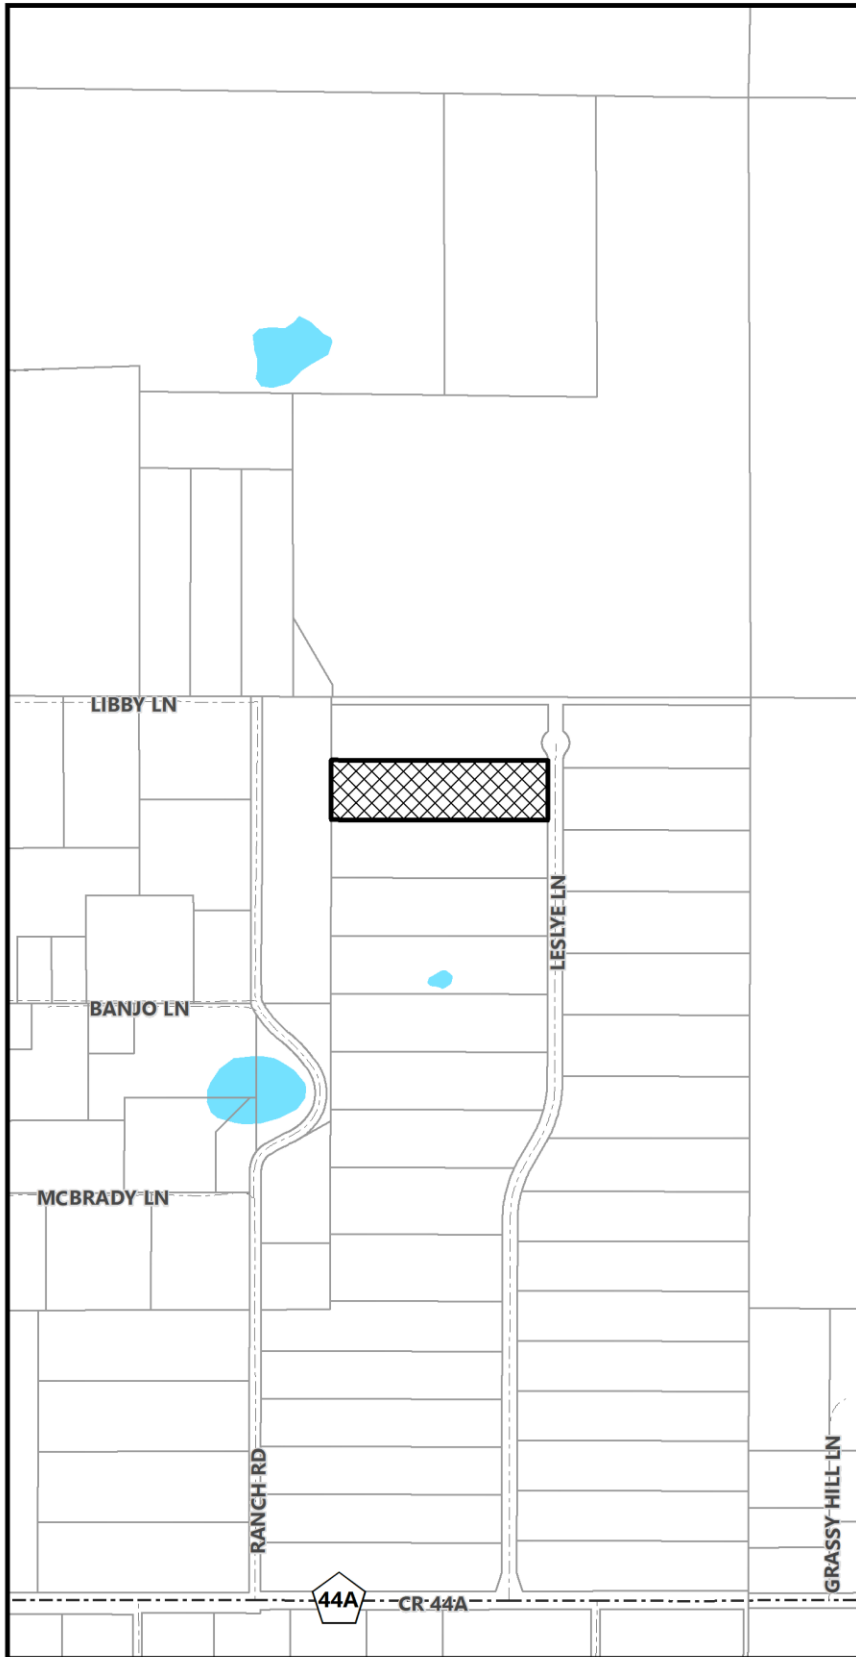 LIBBY LN
LESLYE LN
BANJO LN
MCBRADY LN
RANCH RD
GRASSY HILL LN
44A
CR 44A